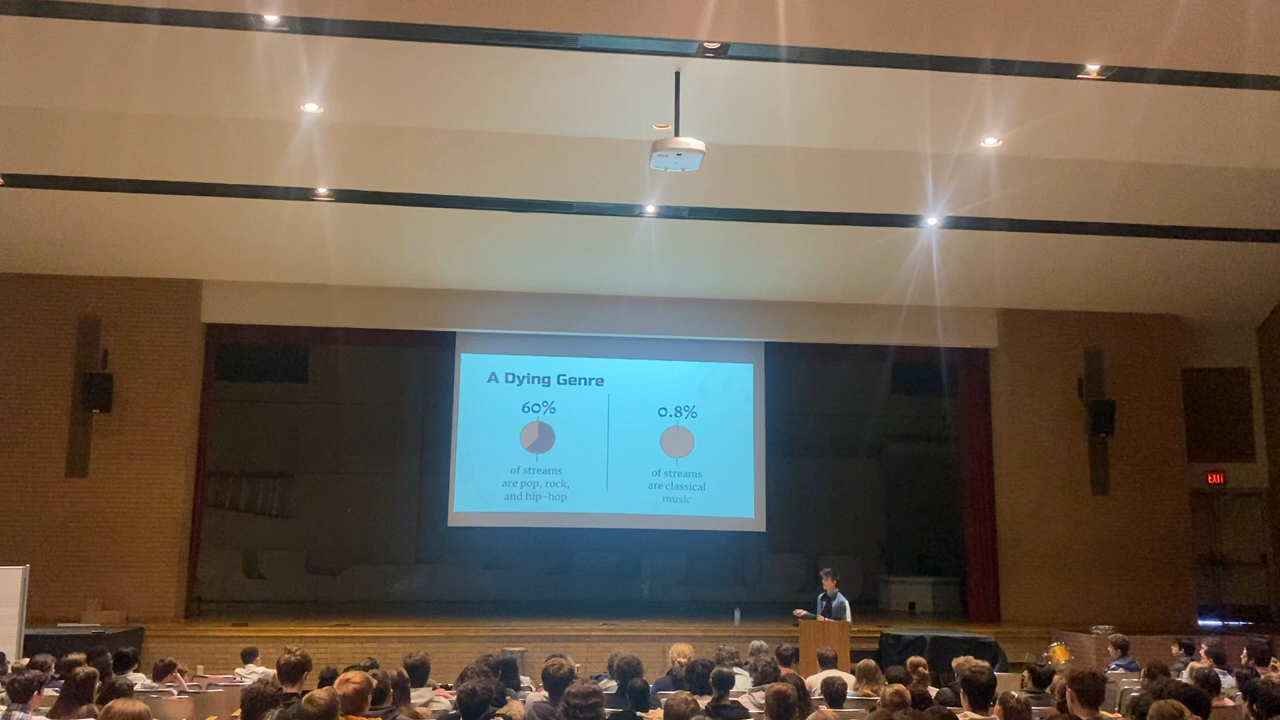 A Dying Genre
60%
of streams
are pop, rock,
and hip-hop
0.8%
of streams
are classical
music
EXIT